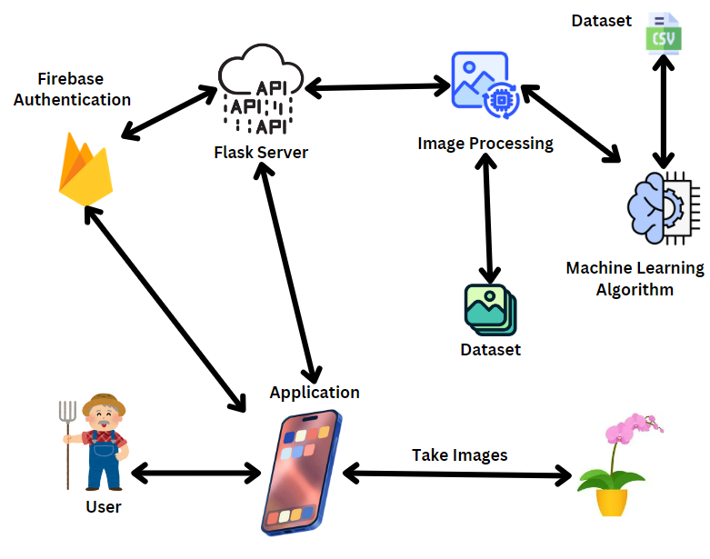 Dataset
CSV
Firebase
Authentication
API
API
API
Flask Server
Image Processing
Machine Learning
Algorithm
Dataset
Application
Take Images
User